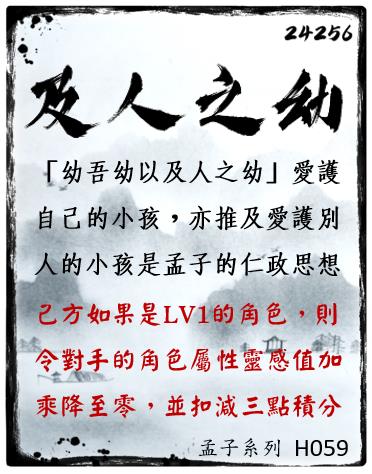 24256
及人之幼
「幼吾幼以及人之幼」愛護
自己的小孩，亦推及愛護別
人的小孩是孟子的仁政思想
己方如果是LV1的角色，則
令對手的角色屬性靈感值加
乘降至零，並扣減三點積分
孟子系列 H059